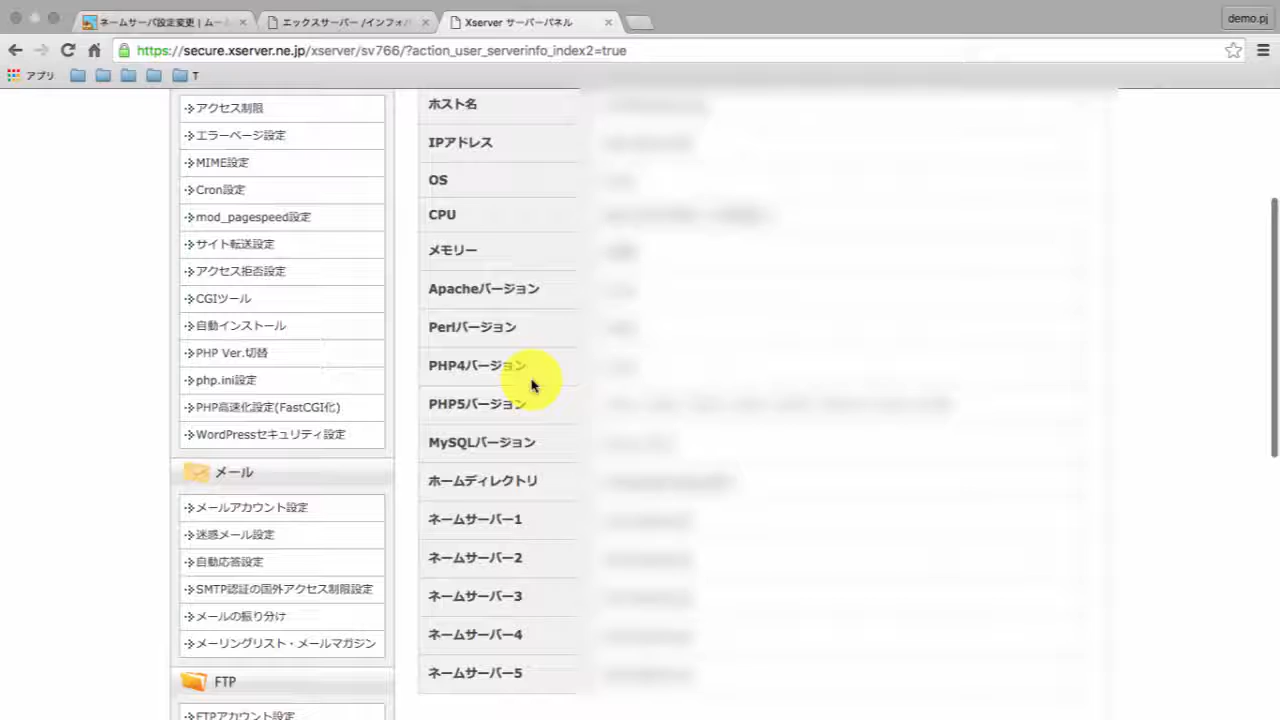 ネームサーバ設定変更 | ムー
エックスサーバー /インフォ
Xserver サーバーパネル
demo.pj
https://secure.xserver.ne.jp/xserver/sv766/?action_user_serverinfo_index2=true
アプリ
T
アクセス制限
エラーページ設定
MIME設定
Cron設定
mod_pagespeed設定
サイト転送設定
アクセス拒否設定
CGIツール
自動インストール
PHP Ver.切替
php.ini設定
PHP高速化設定(FastCGI化)
WordPressセキュリティ設定
メール
メールアカウント設定
迷惑メール設定
自動応答設定
SMTP認証の国外アクセス制限設定
メールの振り分け
メーリングリスト・メールマガジン
FTP
FTPアカウント設定
ホスト名
IPアドレス
OS
CPU
メモリー
Apacheバージョン
Perlバージョン
PHP4バージョン
PHP5バージョン
MySQLバージョン
ホームディレクトリ
ネームサーバー1
ネームサーバー2
ネームサーバー3
ネームサーバー4
ネームサーバー5